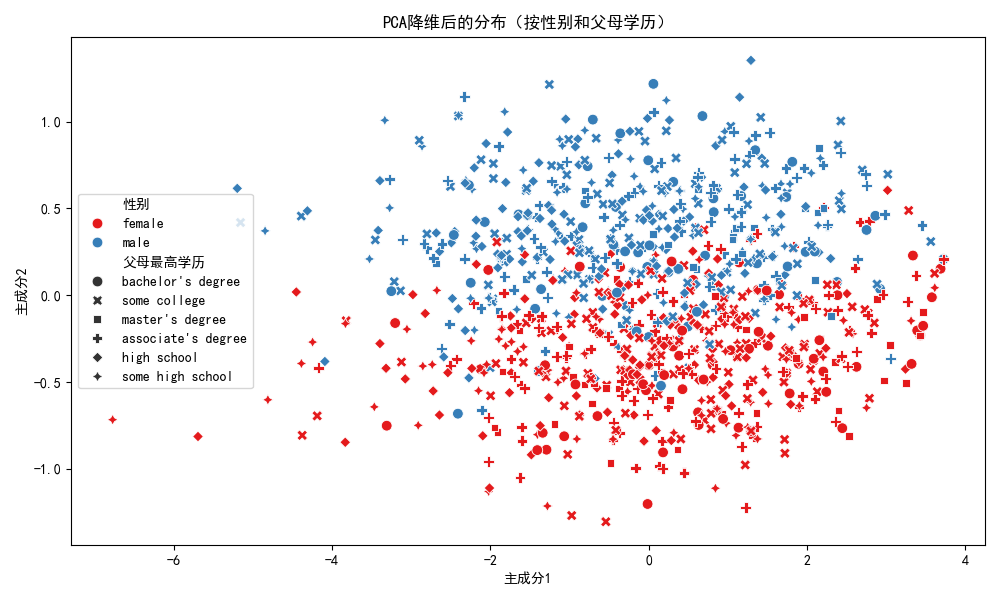 PCA降维后的分布（按性别和父母学历）
主成分2
1.0
0.5
0.0
−0.5
−1.0
性别
female
male
父母最高学历
bachelor's degree
some college
master's degree
associate's degree
high school
some high school
−6
−4
−2
0
2
4
主成分1